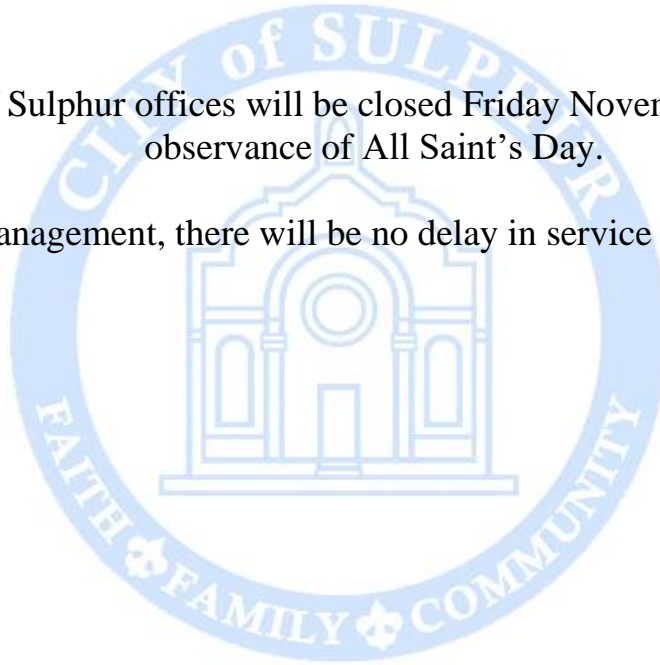 CITY of SULPHUR
Sulphur offices will be closed Friday Nover
observance of All Saint’s Day.
anagement, there will be no delay in service
FAITH FAMILY COMMUNITY